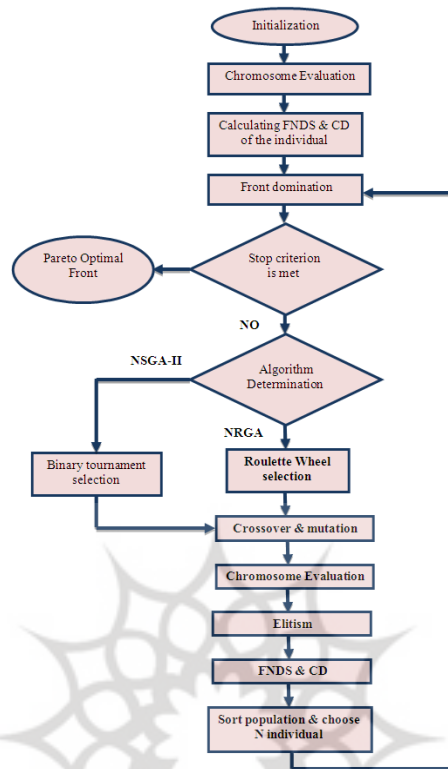 Initialization
Chromosome Evaluation
Calculating FNDS & CD
of the individual
Front domination
Stop criterion
is met
Pareto Optimal
Front
NO
NSGA-II
Algorithm
Determination
NRGA
Binary tournament
selection
Roulette Wheel
selection
Crossover & mutation
Chromosome Evaluation
Elitism
FNDS & CD
Sort population & choose
N individual